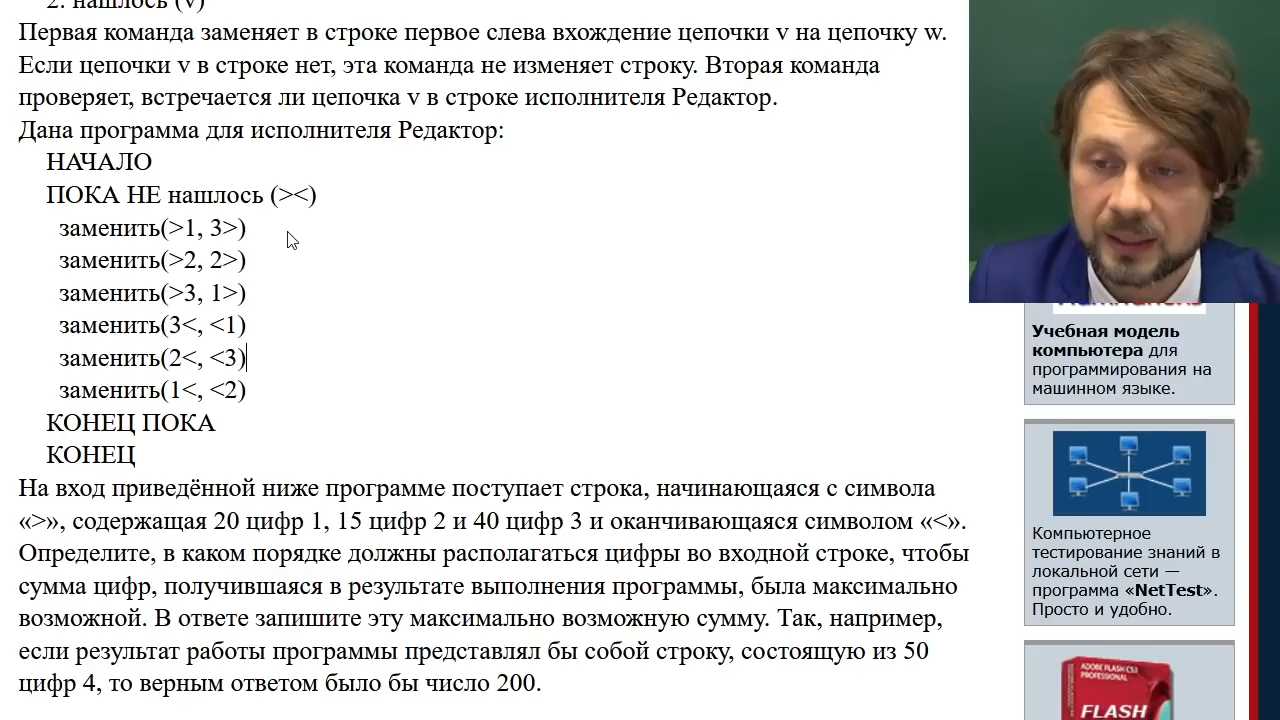 2. нашлось (v)
Первая команда заменяет в строке первое слева вхождение цепочки v на цепочку w.
Если цепочки v в строке нет, эта команда не изменяет строку. Вторая команда
проверяет, встречается ли цепочка v в строке исполнителя Редактор.
Дана программа для исполнителя Редактор:
НАЧАЛО
ПОКА НЕ нашлось (><)
заменить(>1, 3>)
заменить(>2, 2>)
заменить(>3, 1>)
заменить(3<, <1)
заменить(2<, <3)
заменить(1<, <2)
КОНЕЦ ПОКА
КОНЕЦ
На вход приведённой ниже программе поступает строка, начинающаяся с символа
«>», содержащая 20 цифр 1, 15 цифр 2 и 40 цифр 3 и оканчивающаяся символом «<».
Определите, в каком порядке должны располагаться цифры во входной строке, чтобы
сумма цифр, получившаяся в результате выполнения программы, была максимально
возможной. В ответе запишите эту максимально возможную сумму. Так, например,
если результат работы программы представлял бы собой строку, состоящую из 50
цифр 4, то верным ответом было бы число 200.
Учебная модель
компьютера для
программирования на
машинном языке.
Компьютерное
тестирование знаний в
локальной сети —
программа «NetTest».
Просто и удобно.
ADOBE FLASH CS3
PROFESSIONAL
FLASH